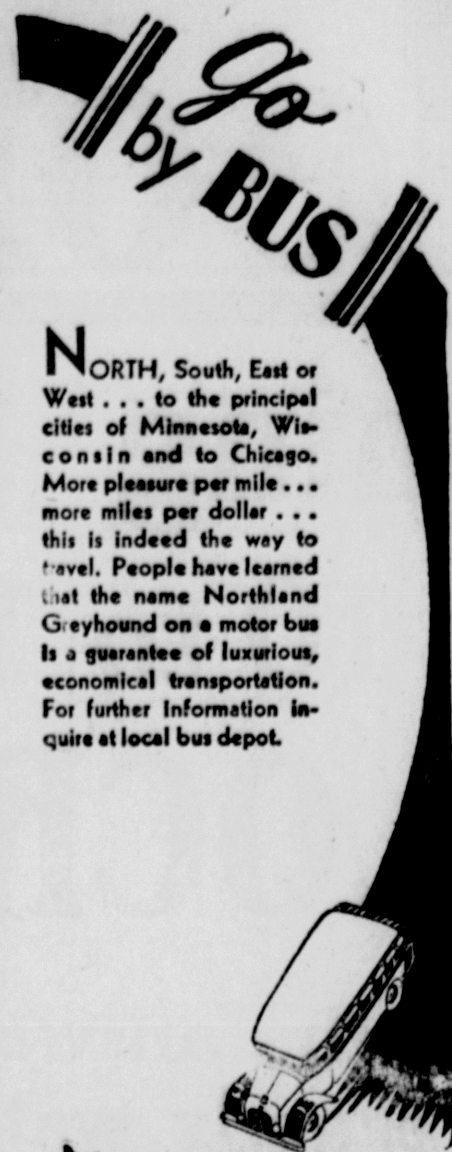 Go
by BUS
NORTH, South, East or
West . . . to the principal
cities of Minnesota, Wis-
consin and to Chicago.
More pleasure per mile . . .
more miles per dollar . . .
this is indeed the way to
travel. People have learned
that the name Northland
Greyhound on a motor bus
Is a guarantee of luxurious,
economical transportation.
For further Information in-
quire at local bus depot.